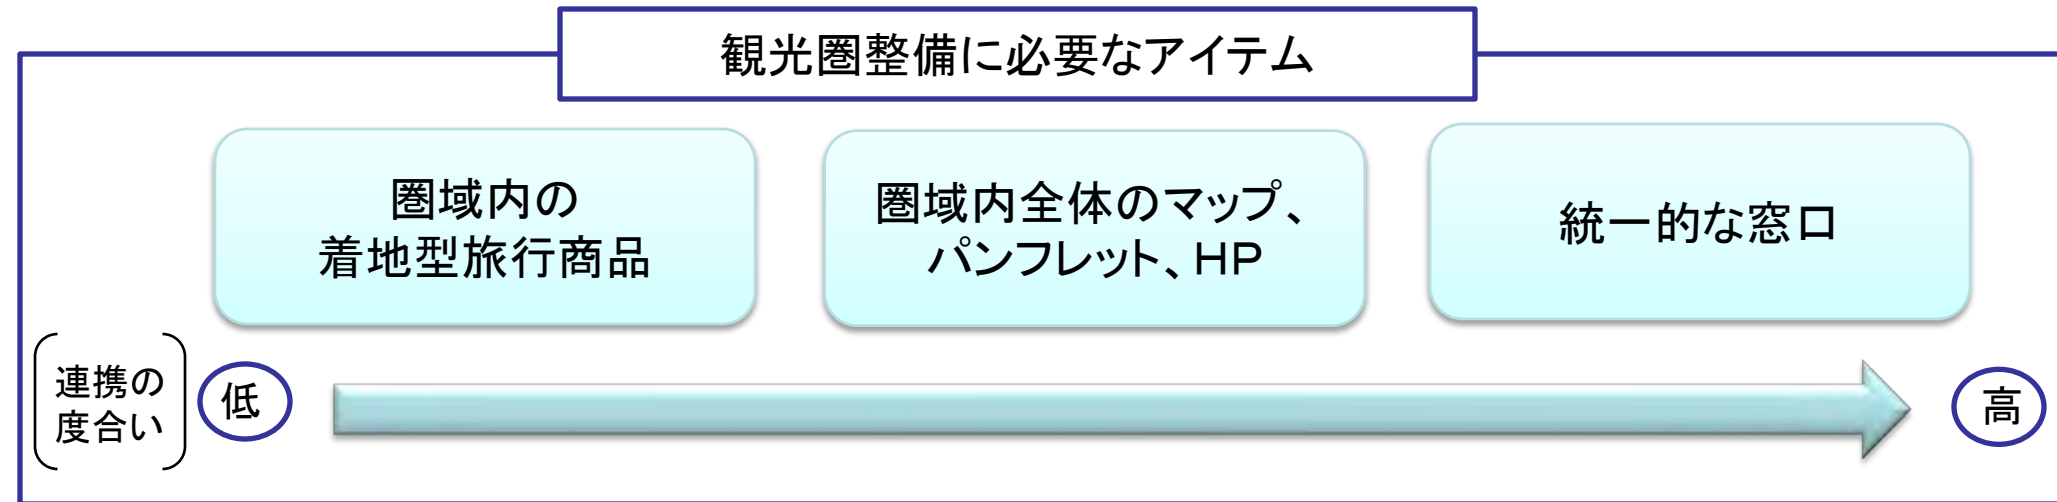 観光圏整備に必要なアイテム
圏域内の
着地型旅行商品
圏域内全体のマップ、
パンフレット、ＨＰ
統一的な窓口
連携の
度合い
低
高